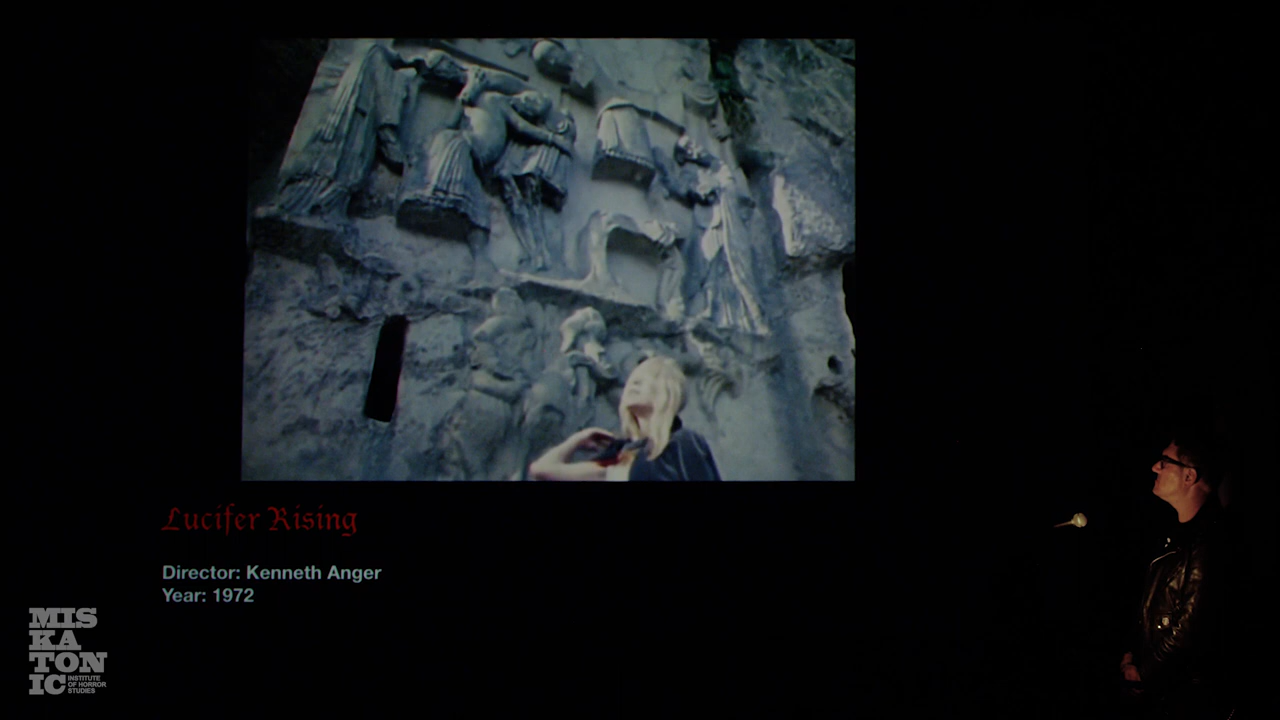 Lucifer Rising
Director: Kenneth Anger
Year: 1972
MIS
KA
TON
IC INSTITUTE
OF HORROR
STUDIES